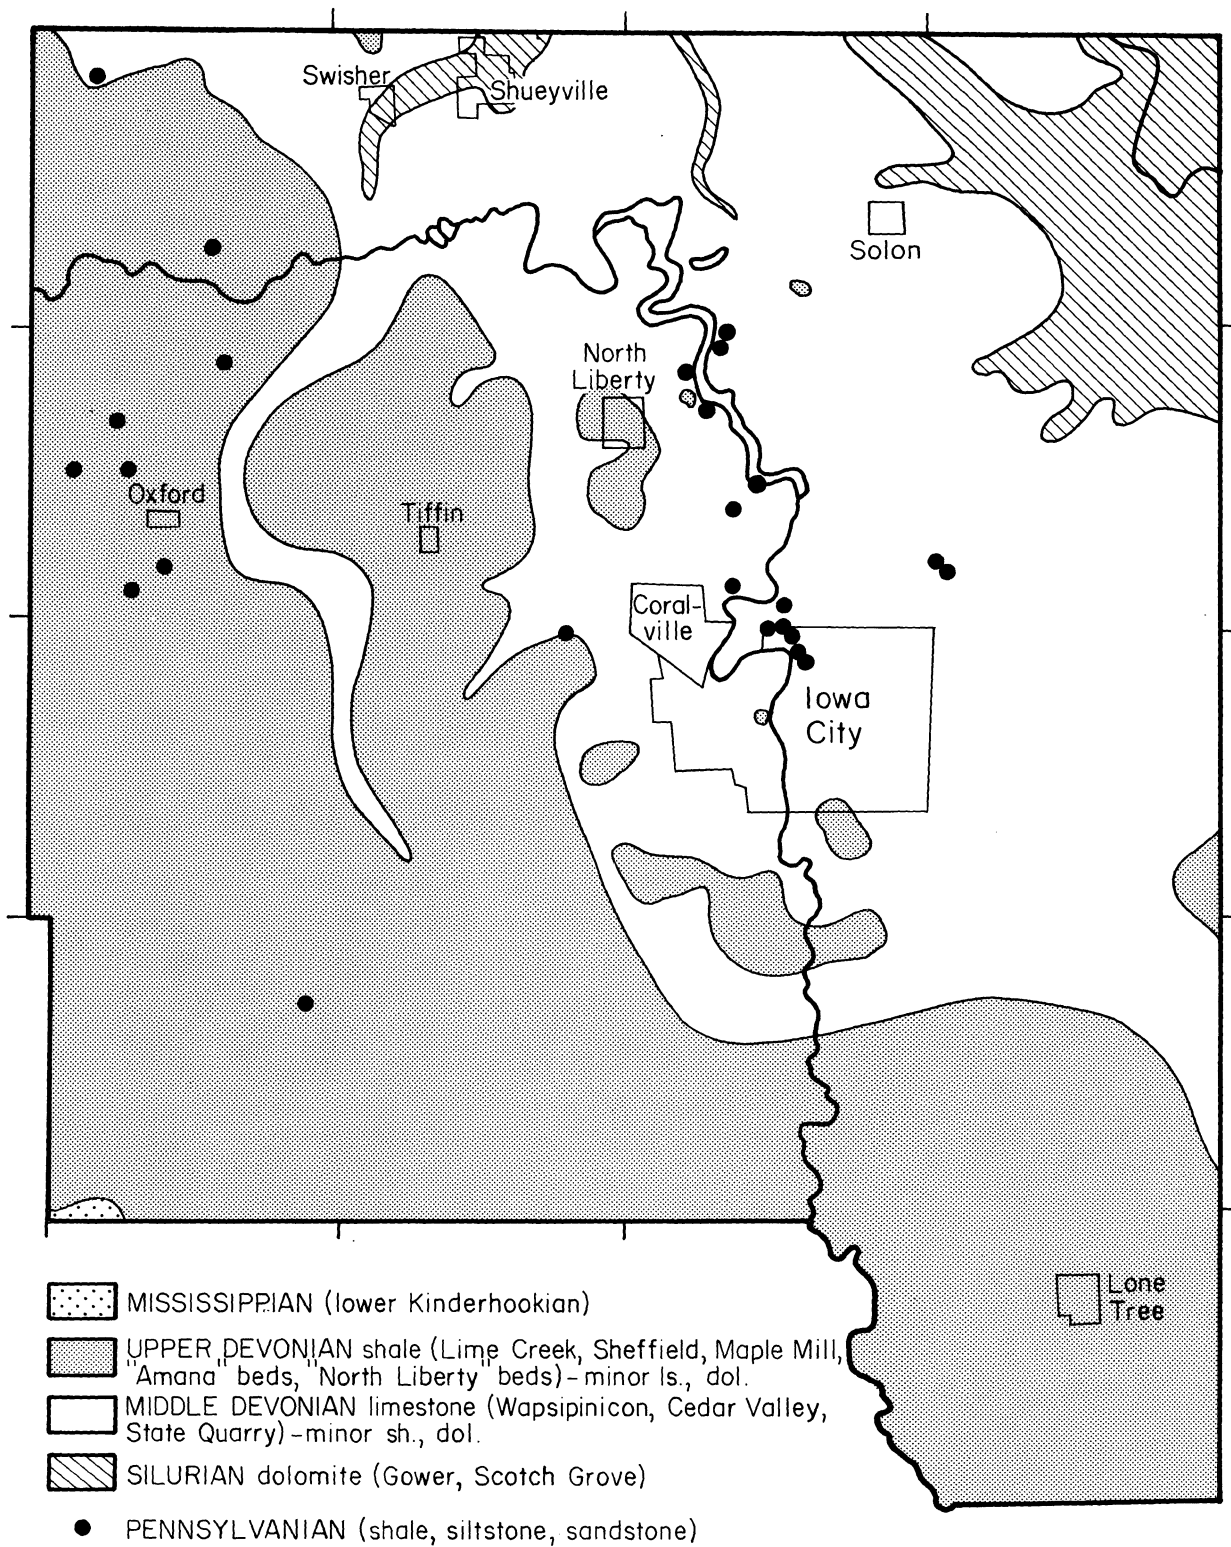 Swisher
Shueyville
Solon
North
Liberty
Oxford
Tiffin
Coral-
ville
Iowa
City
Lone
Tree
MISSISSIPPIAN (lower Kinderhookian)
UPPER DEVONIAN shale (Lime Creek, Sheffield, Maple Mill,
"Amana" beds, "North Liberty" beds)-minor ls., dol.
MIDDLE DEVONIAN limestone (Wapsipinicon, Cedar Valley,
State Quarry)-minor sh., dol.
SILURIAN dolomite (Gower, Scotch Grove)
PENNSYLVANIAN (shale, siltstone, sandstone)